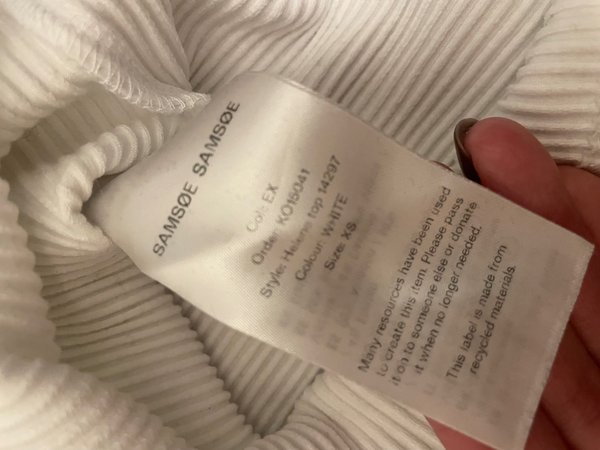 SAMSØE SAMSØE
Col: EX
Order: KO15041
Style: Helena top 14297
Colour: WHITE
Size: XS
Many resources have been used
to create this item. Please pass
it on to someone else or donate
it when no longer needed.
This label is made from
recycled materials.